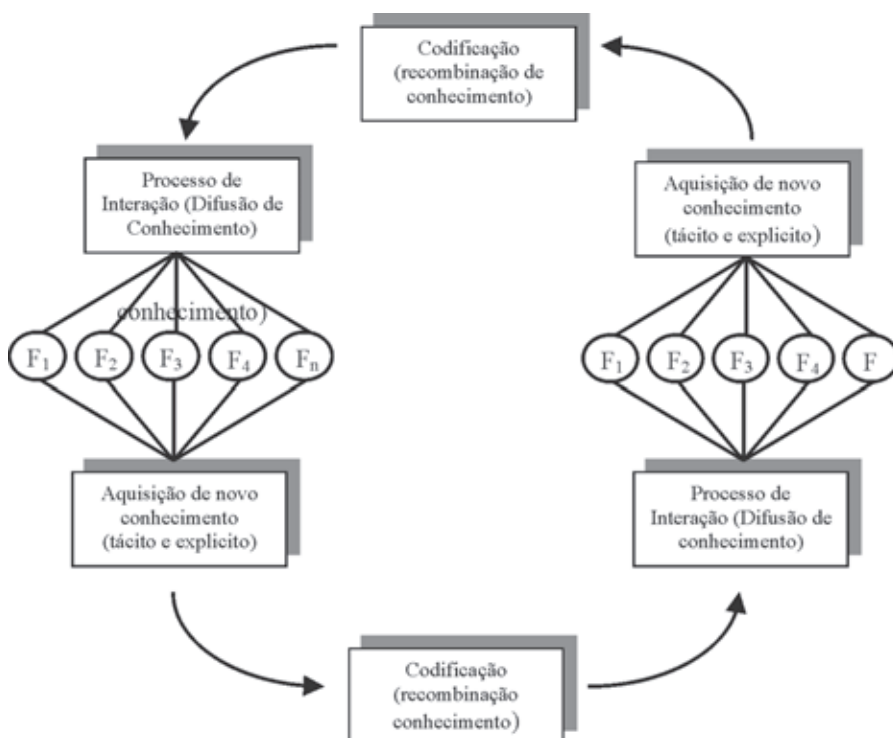 Codificação
(recombinação de
conhecimento)
Processo de
Interação (Difusão de
Conhecimento)
Aquisição de novo
conhecimento
(tácito e explicito)
conhecimento)
F1 F2 F3 F4 Fn
F1 F2 F3 F4 F
Aquisição de novo
conhecimento
(tácito e explicito)
Processo de
Interação (Difusão de
conhecimento)
Codificação
(recombinação
conhecimento)